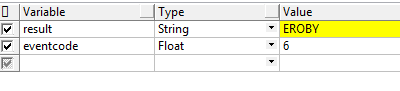 Variable Type Value
result String EROBY
eventcode Float 6